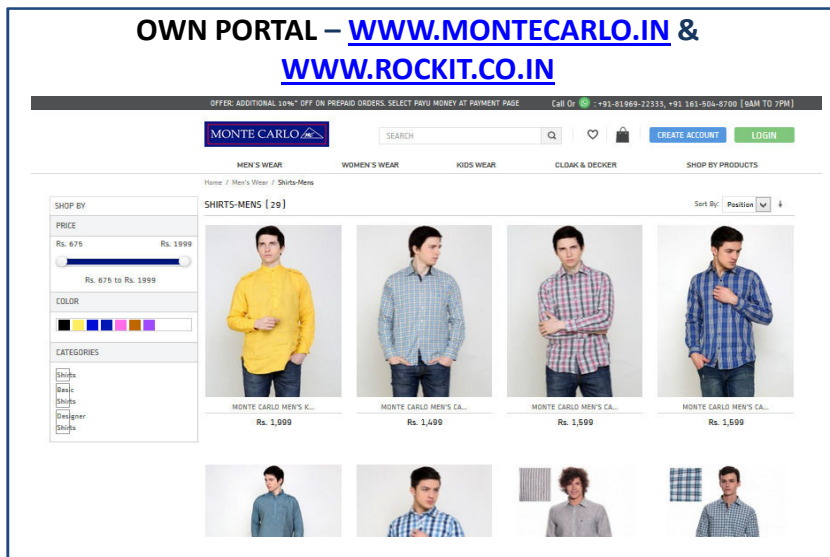 OWN PORTAL – WWW.MONTECARLO.IN &
WWW.ROCKIT.CO.IN
OFFER: ADDITIONAL 10%* OFF ON PREPAID ORDERS. SELECT PAYU MONEY AT PAYMENT PAGE
Call Or : +91-81969-22333, +91 161-504-8700 (9AM TO 7PM)
MONTE CARLO
SEARCH
CREATE ACCOUNT
LOGIN
MEN'S WEAR
WOMEN'S WEAR
KIDS WEAR
CLOAK & DECKER
SHOP BY PRODUCTS
Home / Men's Wear / Shirts-Mens
SHOP BY
PRICE
Rs. 675 Rs. 1999
Rs. 675 to Rs. 1999
COLOR
CATEGORIES
Shirts
Basic
Shirts
Designer
Shirts
SHIRTS-MENS (29)
Sort By: Position
MONTE CARLO MEN'S K...
Rs. 1,999
MONTE CARLO MEN'S CA...
Rs. 1,499
MONTE CARLO MEN'S CA...
Rs. 1,599
MONTE CARLO MEN'S CA...
Rs. 1,599